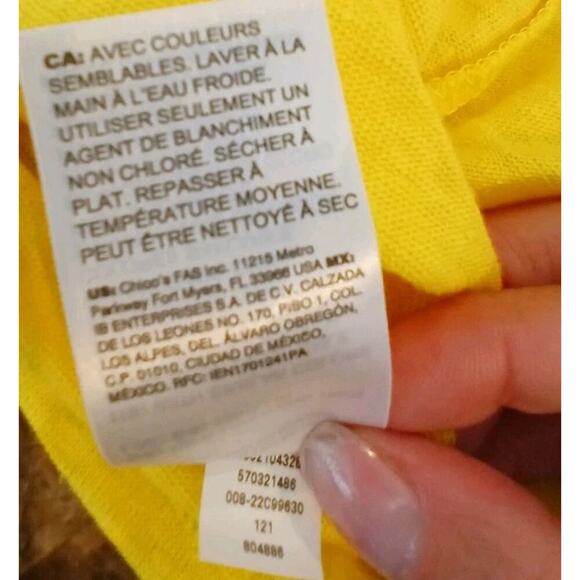 CA: AVEC COULEURS
SEMBLABLES. LAVER À LA
MAIN À L'EAU FROIDE.
UTILISER SEULEMENT UN
AGENT DE BLANCHIMENT
NON CHLORÉ. SÉCHER À
PLAT. REPASSER À
TEMPÉRATURE MOYENNE.
PEUT ÊTRE NETTOYÉ À SEC
US: Chico's FAS Inc. 11215 Metro
Parkway Fort Myers, FL 33966 USA MX:
IB ENTERPRISES S.A. DE C.V. CALZADA
DE LOS LEONES NO. 170, PISO 1, COL.
LOS ALPES, DEL. ÁLVARO OBREGÓN,
C.P. 01010, CIUDAD DE MÉXICO,
MÉXICO. RFC: IEN1701241PA
570321486
008-22C99630
121
804886